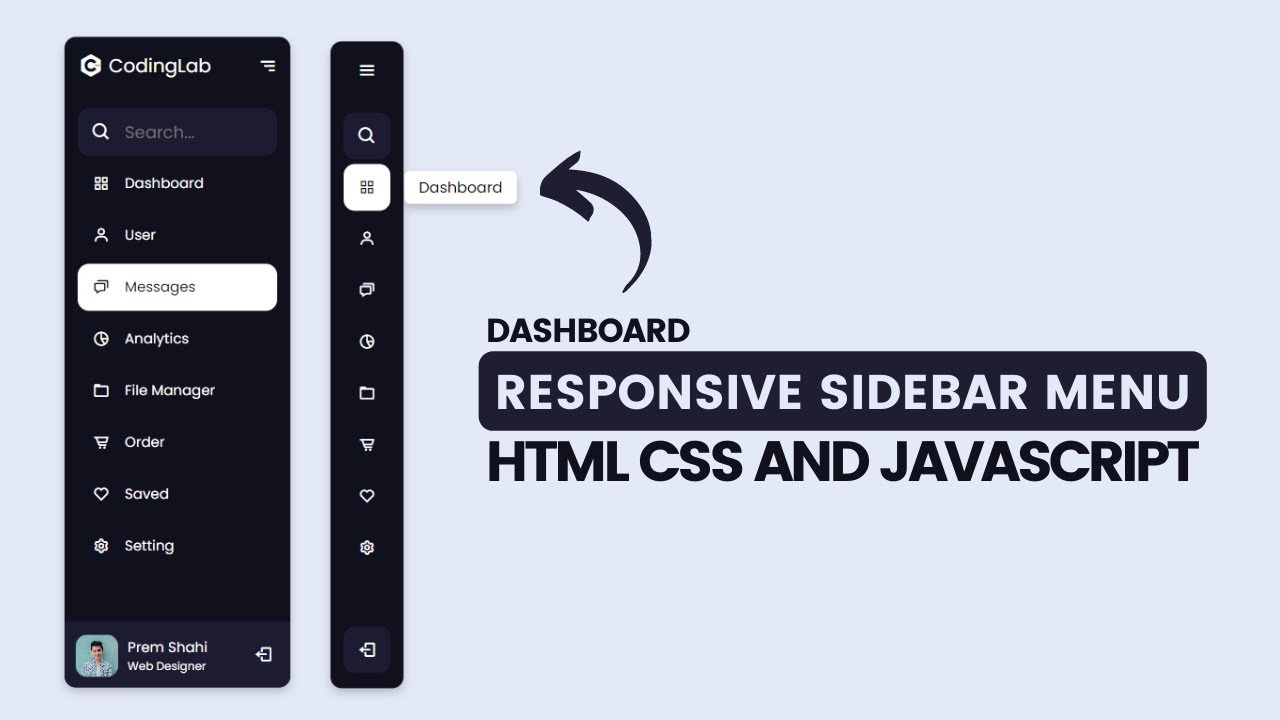 CodingLab
Search...
Dashboard
User
Messages
Analytics
File Manager
Order
Saved
Setting
Prem Shahi
Web Designer
Dashboard
DASHBOARD
RESPONSIVE SIDEBAR MENU
HTML CSS AND JAVASCRIPT